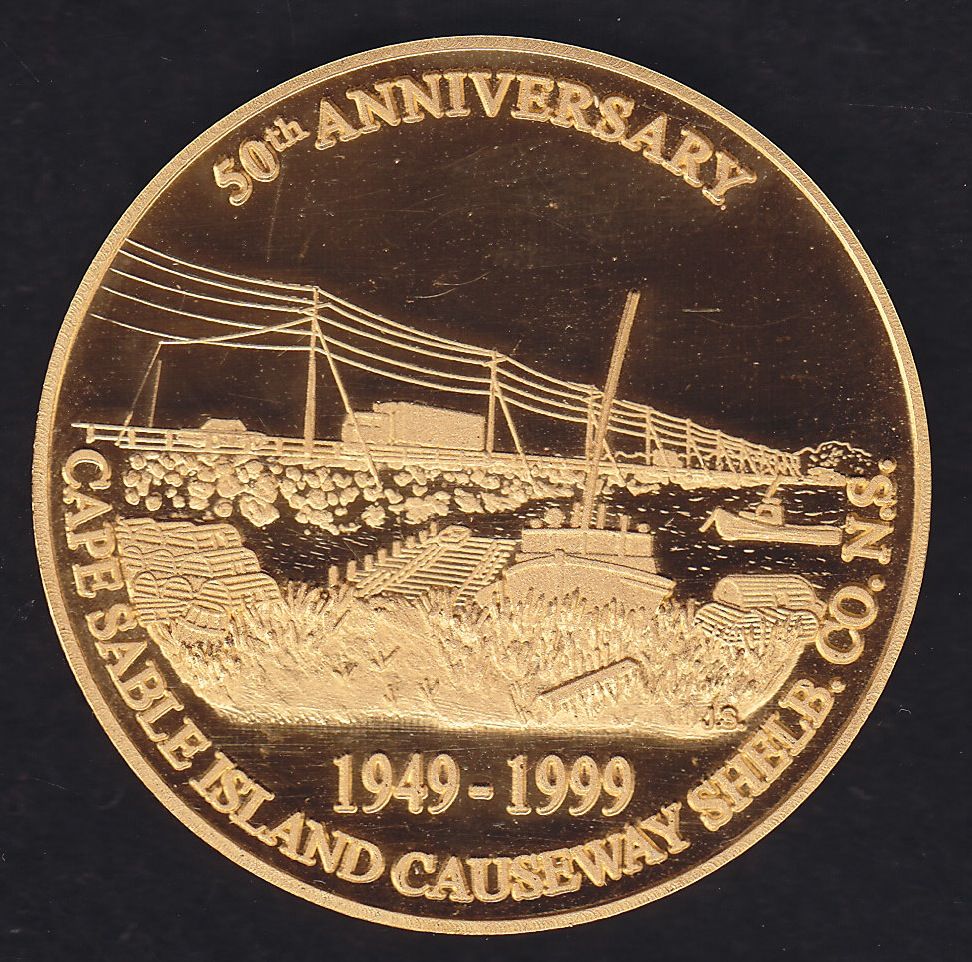 50th ANNIVERSARY
J.S.
1949 - 1999
CAPE SABLE ISLAND CAUSEWAY SHELB. CO. N.S.